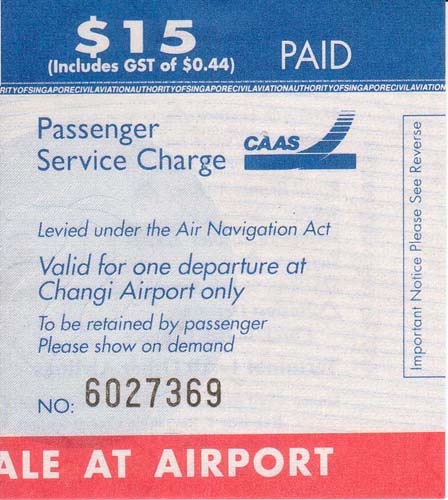 $15
(Includes GST of $0.44)
PAID
RITYOFSINGAPORECIVILAVIATIONAUTHORITYOFSINGAPORECIVILAVIATIONAUTHORITYOFSINGAPORECIVILAVIATIONAUTHO
Passenger
Service Charge
CAAS
Levied under the Air Navigation Act
Valid for one departure at
Changi Airport only
To be retained by passenger
Please show on demand
NO: 6027369
Important Notice Please See Reverse
ALE AT AIRPORT